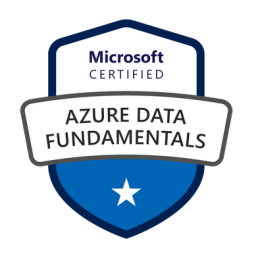 Microsoft
CERTIFIED
AZURE DATA
FUNDAMENTALS